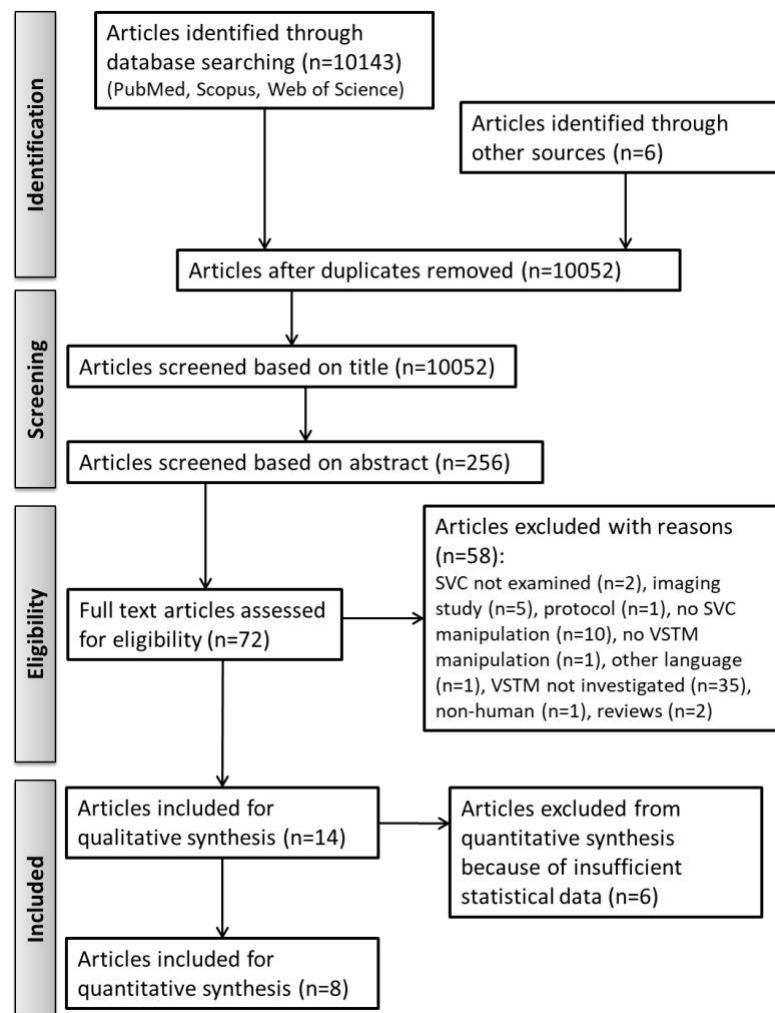 Identification
Articles identified through
database searching (n=10143)
(PubMed, Scopus, Web of Science)
Articles identified through
other sources (n=6)
Articles after duplicates removed (n=10052)
Screening
Articles screened based on title (n=10052)
Articles screened based on abstract (n=256)
Eligibility
Full text articles assessed
for eligibility (n=72)
Articles excluded with reasons
(n=58):
SVC not examined (n=2), imaging
study (n=5), protocol (n=1), no SVC
manipulation (n=10), no VSTM
manipulation (n=1), other language
(n=1), VSTM not investigated (n=35),
non-human (n=1), reviews (n=2)
Included
Articles included for
qualitative synthesis (n=14)
Articles excluded from
quantitative synthesis
because of insufficient
statistical data (n=6)
Articles included for
quantitative synthesis (n=8)